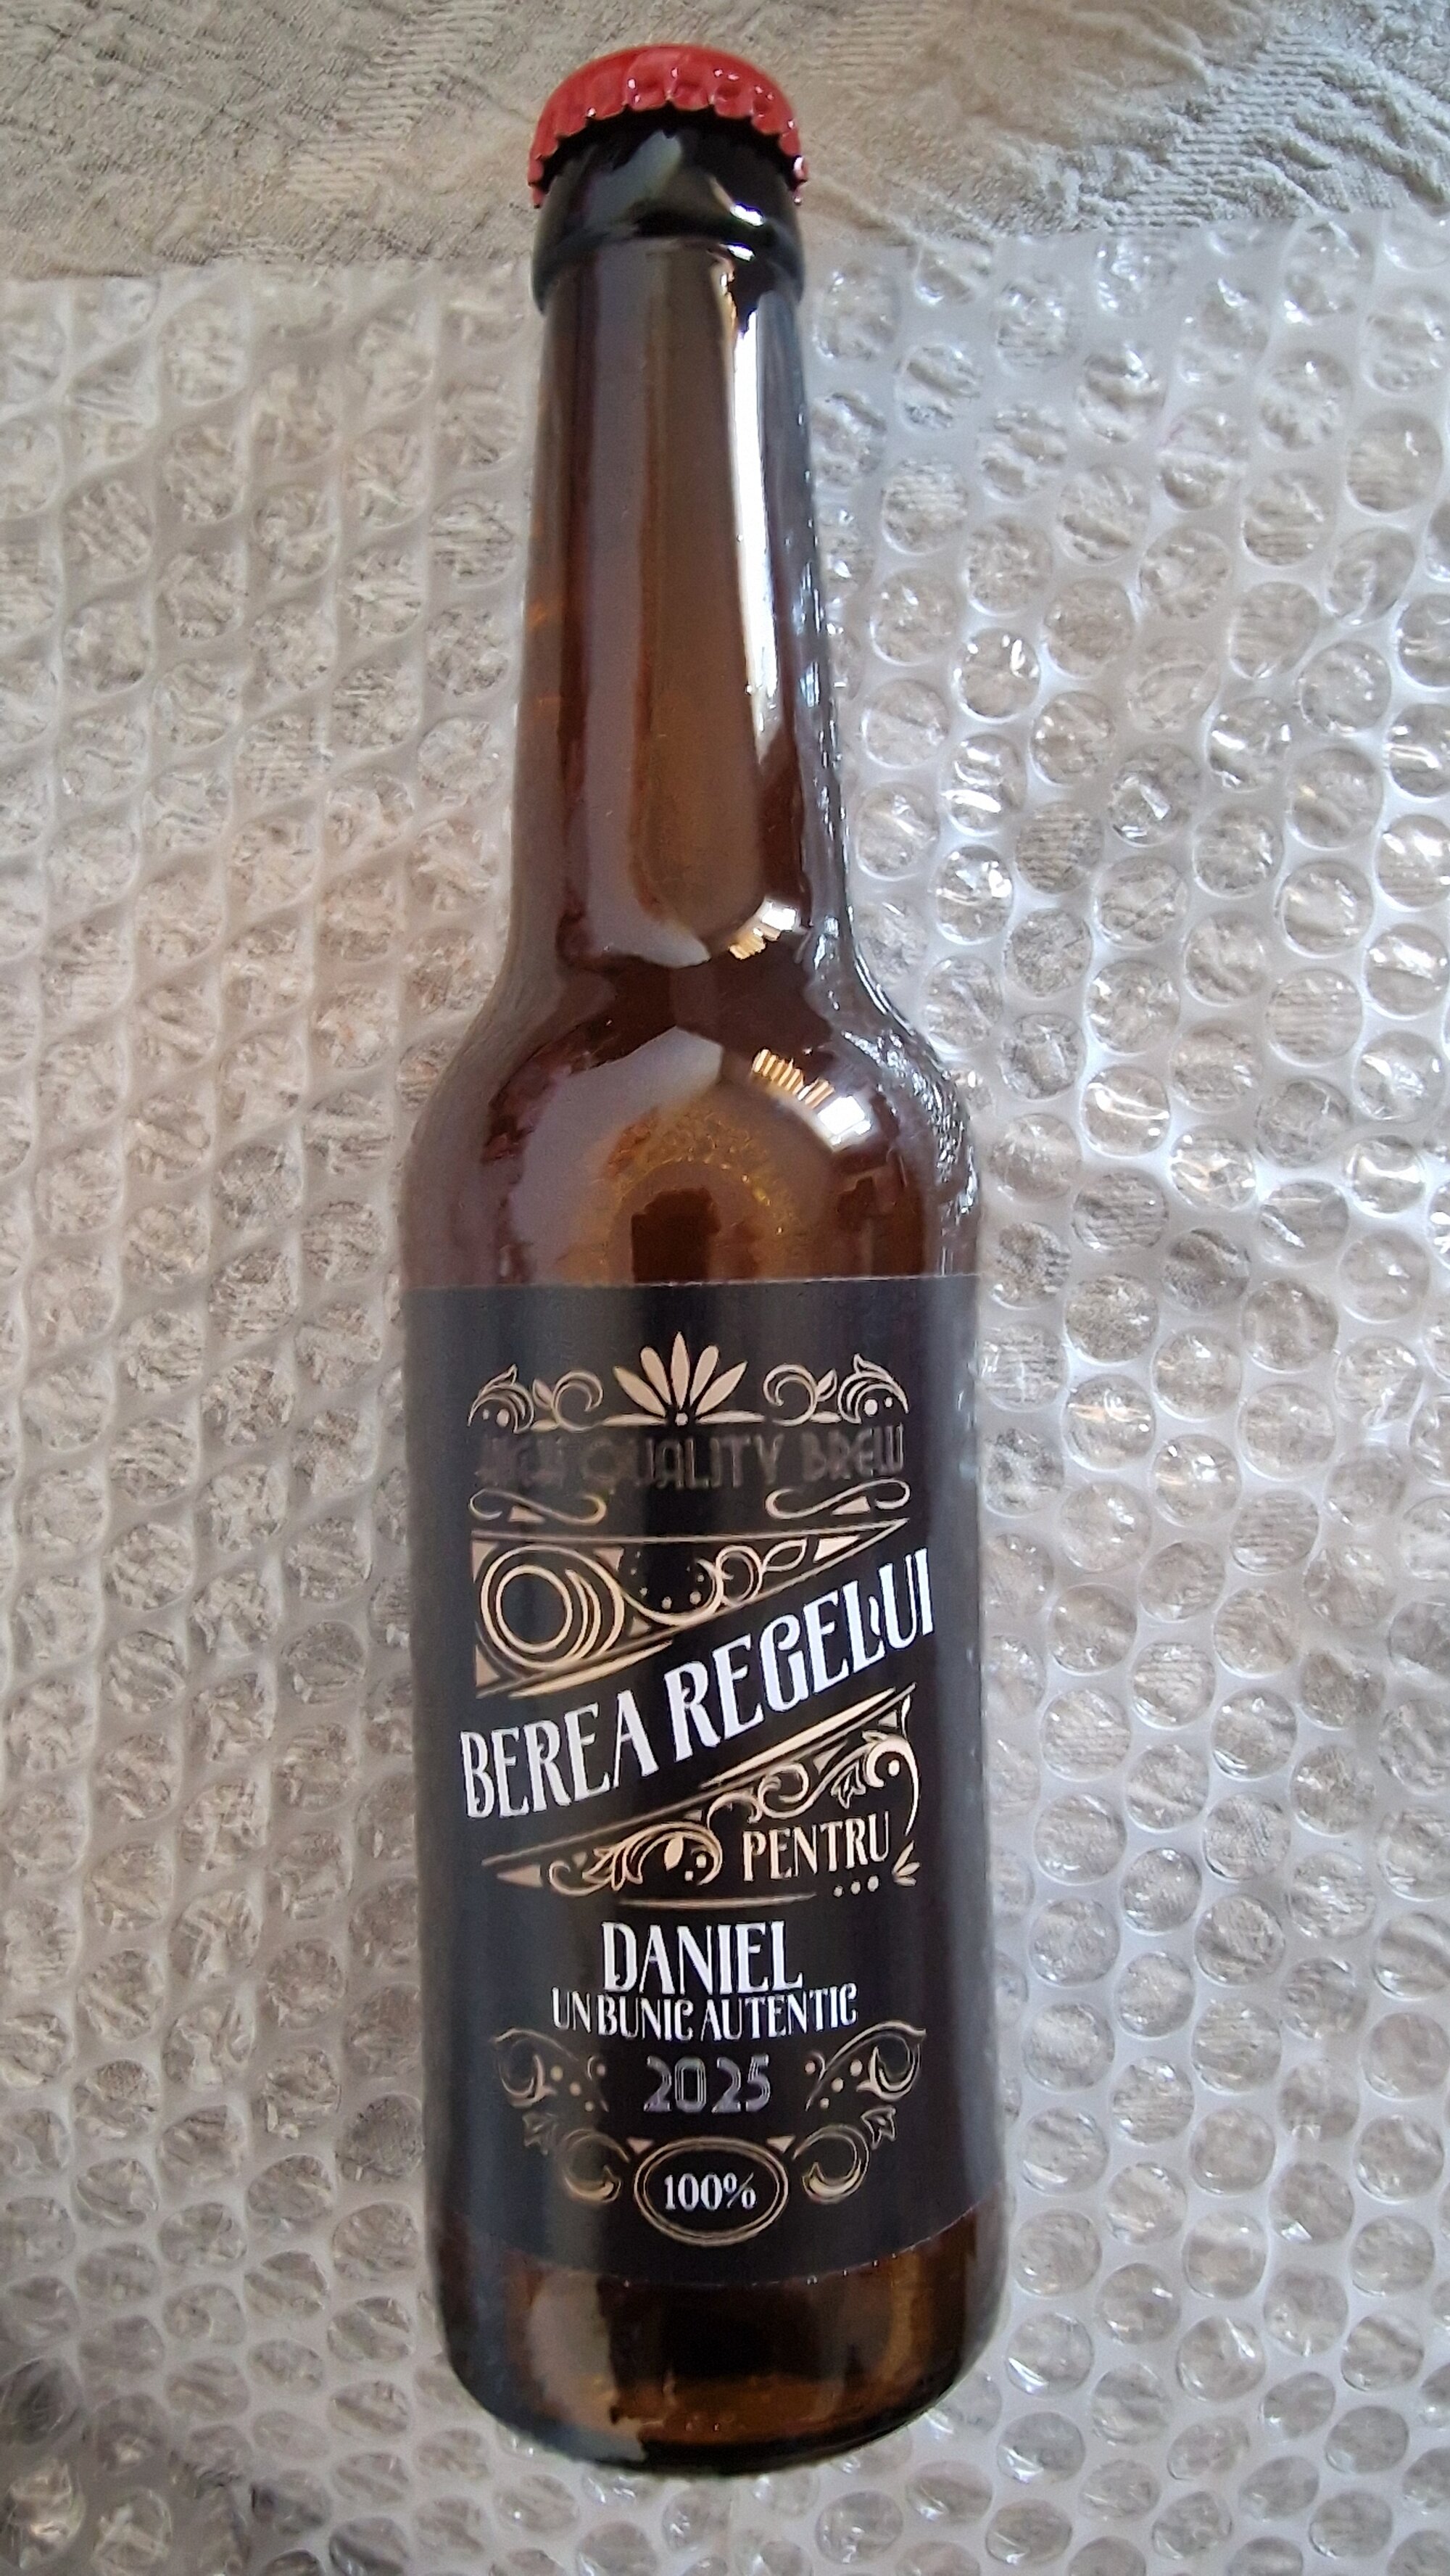 HIGH QUALITY BREW
BEREA REGELUI
PENTRU
DANIEL
UN BUNIC AUTENTIC
2025
100%